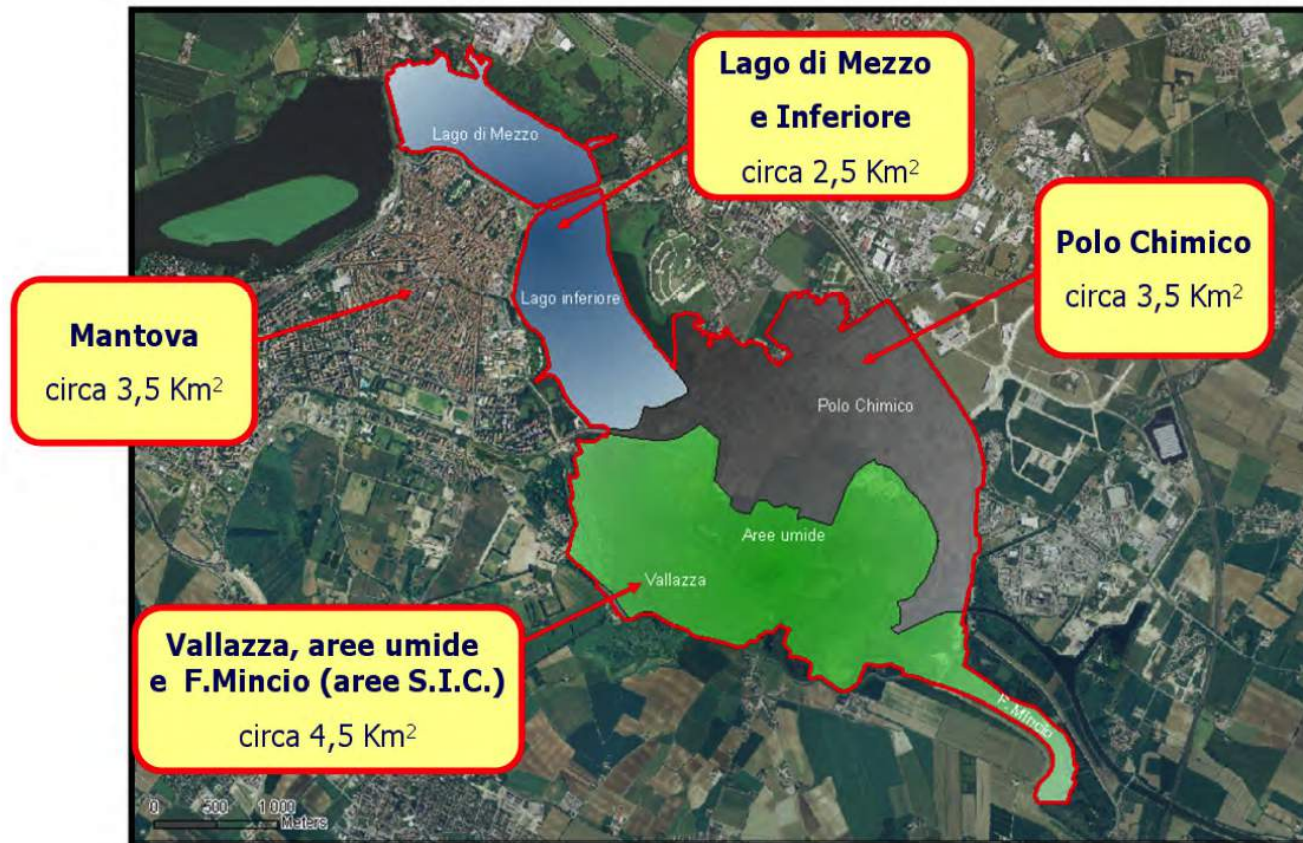 Lago di Mezzo
e Inferiore
circa 2,5 Km²
Lago di Mezzo
Polo Chimico
circa 3,5 Km²
Mantova
circa 3,5 Km²
Lago inferiore
Polo Chimico
Aree umide
Vallazza
Vallazza, aree umide
e F.Mincio (aree S.I.C.)
circa 4,5 Km²
F. Mincio
0 500 1 000
Meters